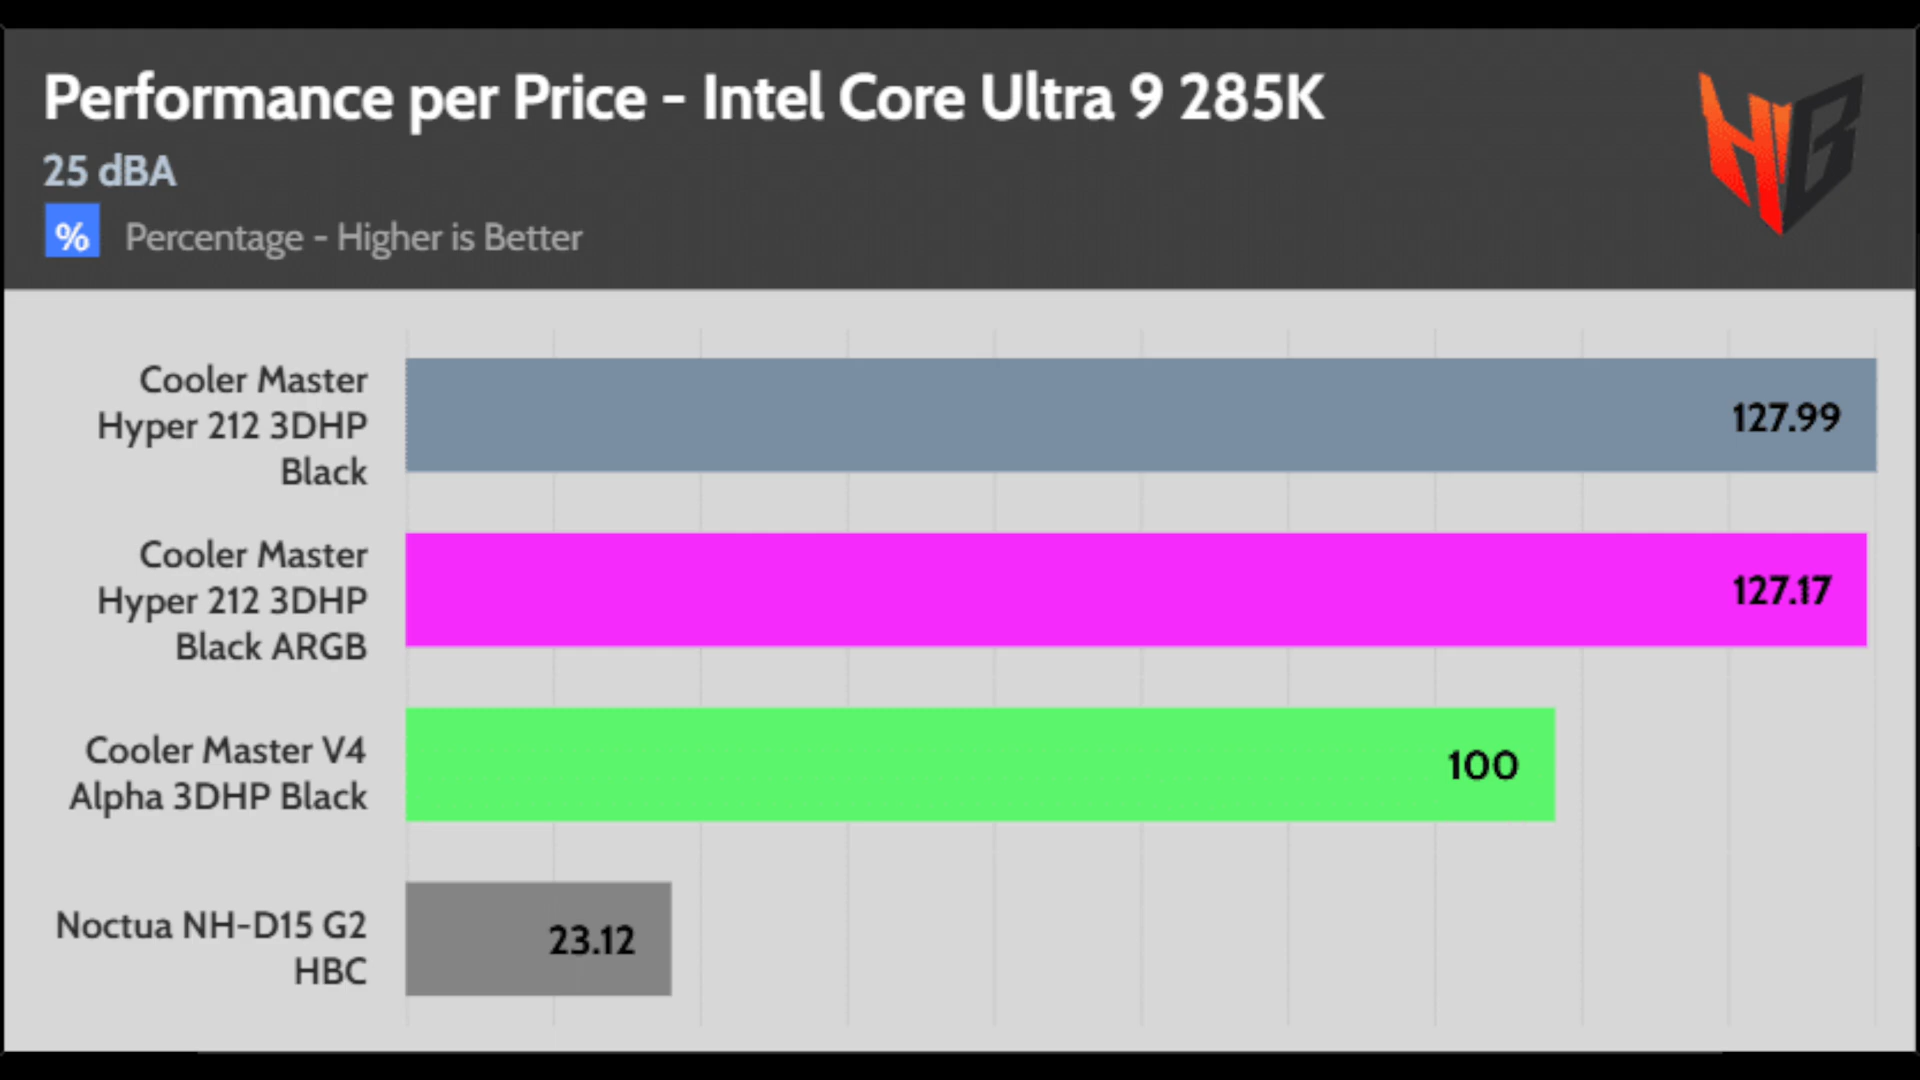 Performance per Price - Intel Core Ultra 9 285K
25 dBA
% Percentage - Higher is Better
Cooler Master
Hyper 212 3DHP
Black
127.99
Cooler Master
Hyper 212 3DHP
Black ARGB
127.17
Cooler Master V4
Alpha 3DHP Black
100
Noctua NH-D15 G2
HBC
23.12
HB